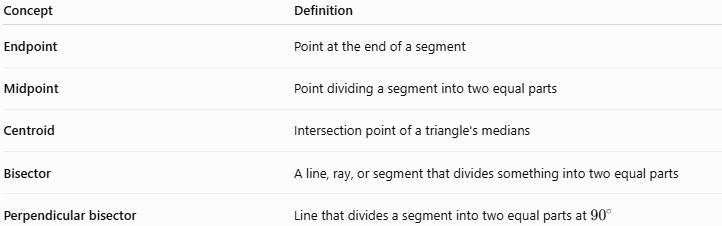 Concept Definition
Endpoint Point at the end of a segment
Midpoint Point dividing a segment into two equal parts
Centroid Intersection point of a triangle's medians
Bisector A line, ray, or segment that divides something into two equal parts
Perpendicular bisector Line that divides a segment into two equal parts at 90°